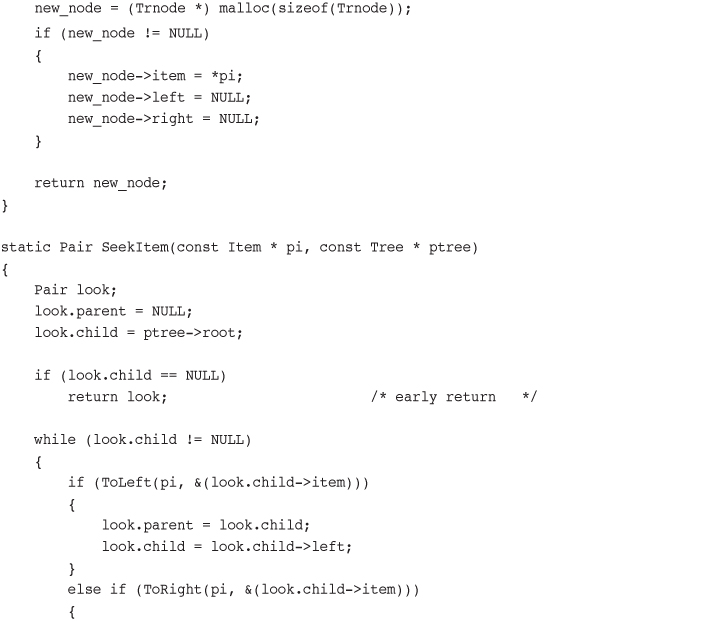 new_node = (Trnode *) malloc(sizeof(Trnode));
    if (new_node != NULL)
    {
        new_node->item = *pi;
        new_node->left = NULL;
        new_node->right = NULL;
    }

    return new_node;
}

static Pair SeekItem(const Item * pi, const Tree * ptree)
{
    Pair look;
    look.parent = NULL;
    look.child = ptree->root;

    if (look.child == NULL)
        return look;                        /* early return   */

    while (look.child != NULL)
    {
        if (ToLeft(pi, &(look.child->item)))
        {
            look.parent = look.child;
            look.child = look.child->left;
        }
        else if (ToRight(pi, &(look.child->item)))
        {